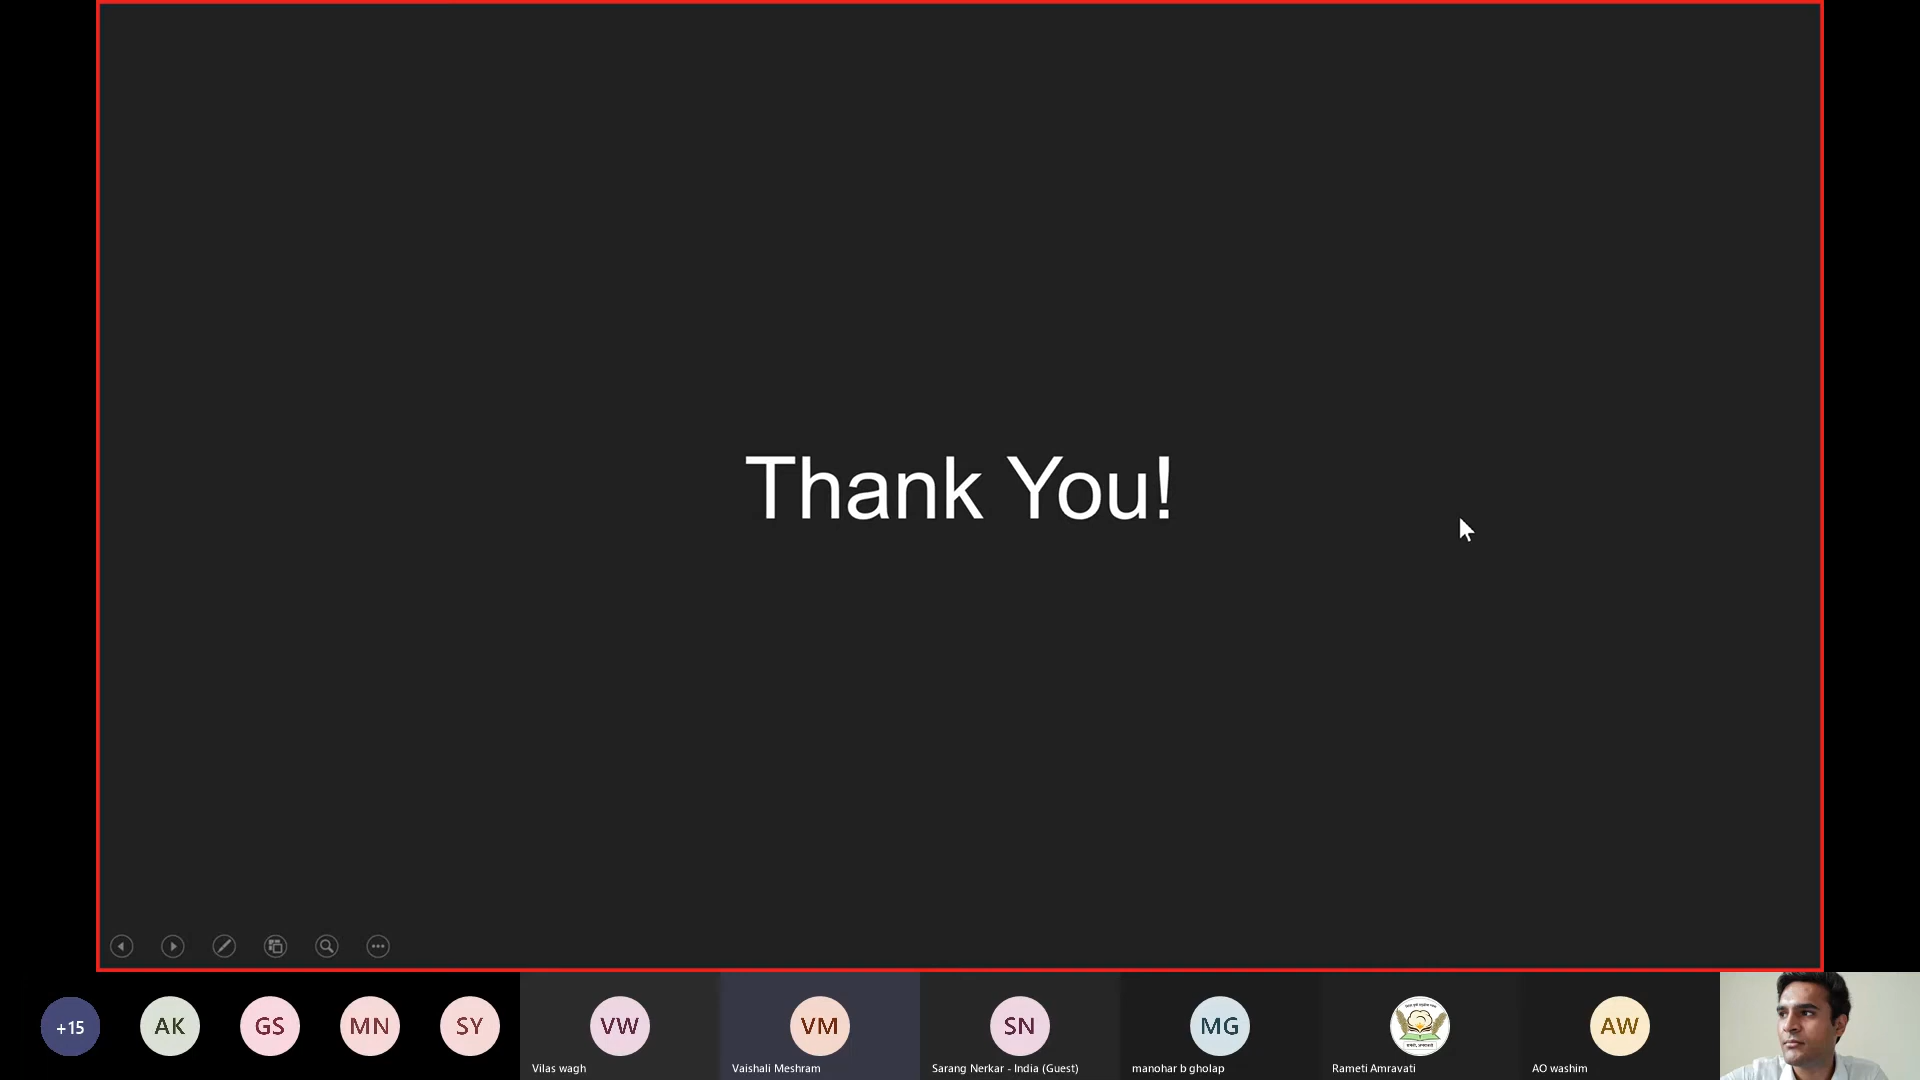 Thank You!
+15
AK
GS
MN
SY
VW
VM
SN
MG
AW
Vilas wagh
Vaishali Meshram
Sarang Nerkar - India (Guest)
manohar b gholap
Rameti Amravati
AO washim